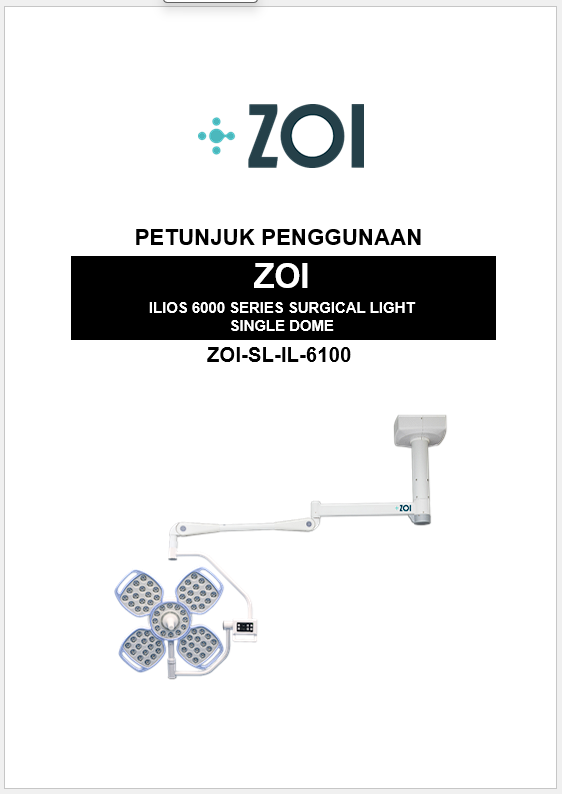 ZOI
PETUNJUK PENGGUNAAN
ZOI
ILIOS 6000 SERIES SURGICAL LIGHT
SINGLE DOME
ZOI-SL-IL-6100
ZOI